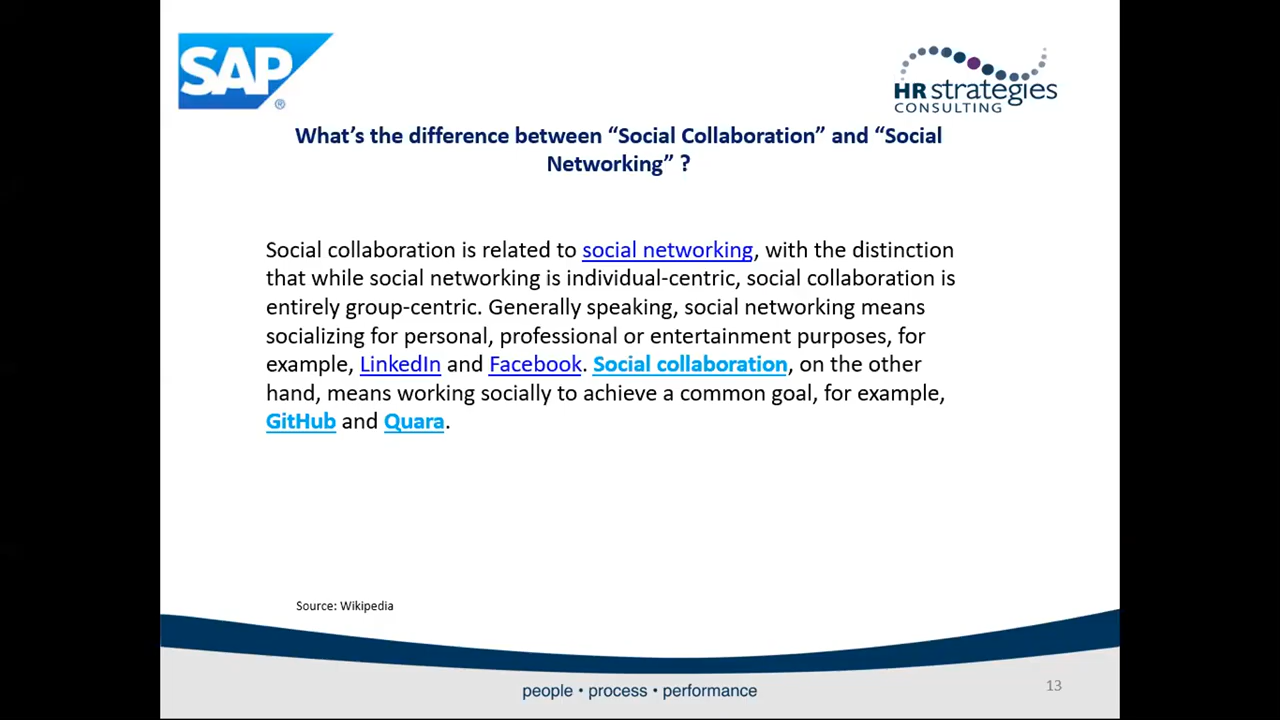 SAP ®
HR strategies
CONSULTING
What’s the difference between “Social Collaboration” and “Social
Networking” ?
Social collaboration is related to social networking, with the distinction
that while social networking is individual-centric, social collaboration is
entirely group-centric. Generally speaking, social networking means
socializing for personal, professional or entertainment purposes, for
example, LinkedIn and Facebook. Social collaboration, on the other
hand, means working socially to achieve a common goal, for example,
GitHub and Quara.
Source: Wikipedia
people • process • performance
13